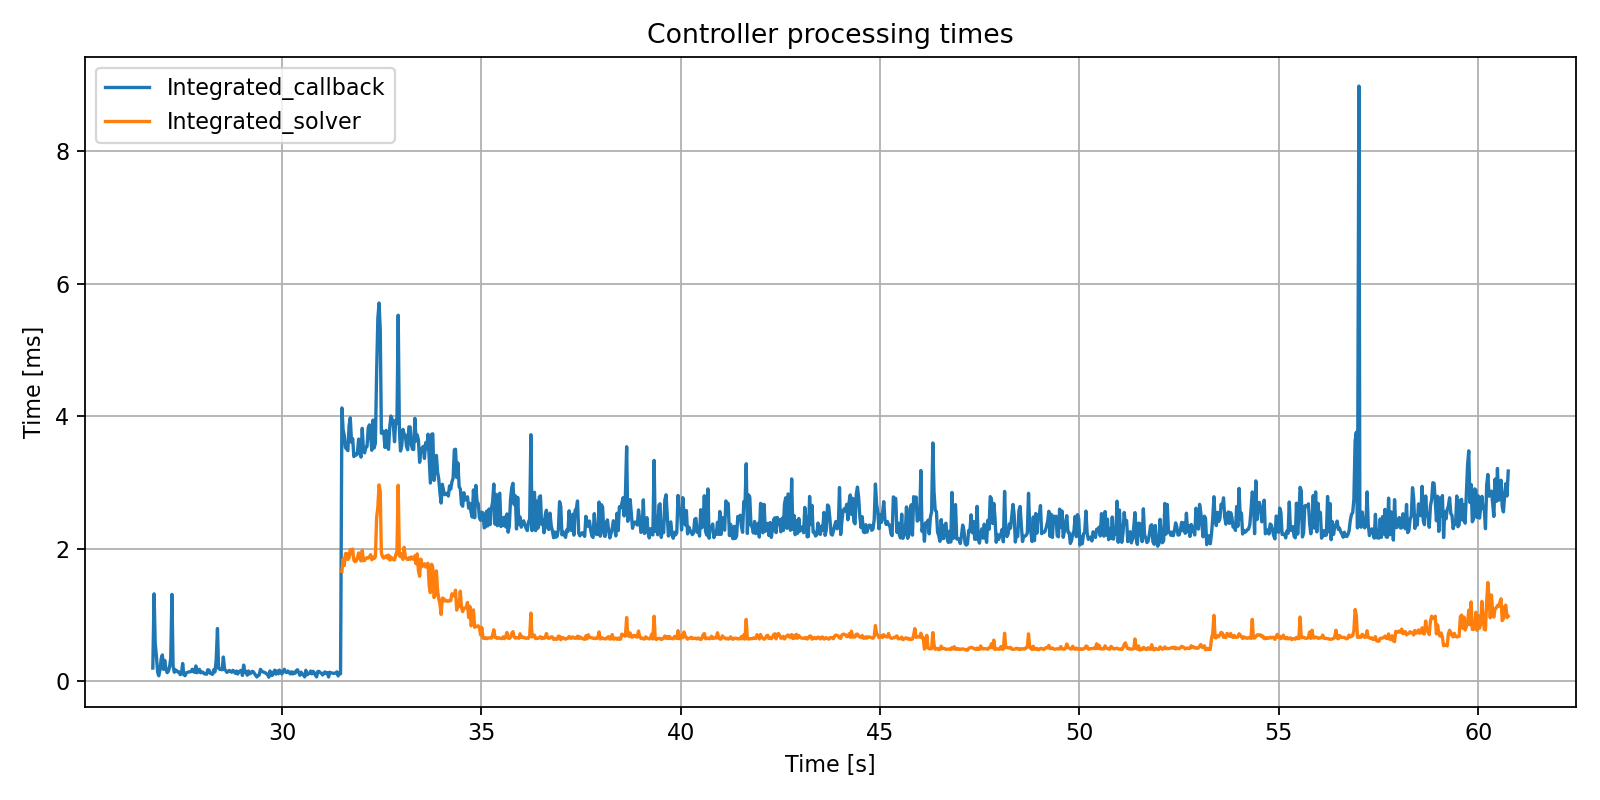 Controller processing times
Integrated_callback
Integrated_solver
Time [ms]
8
6
4
2
0
30 35 40 45 50 55 60
Time [s]